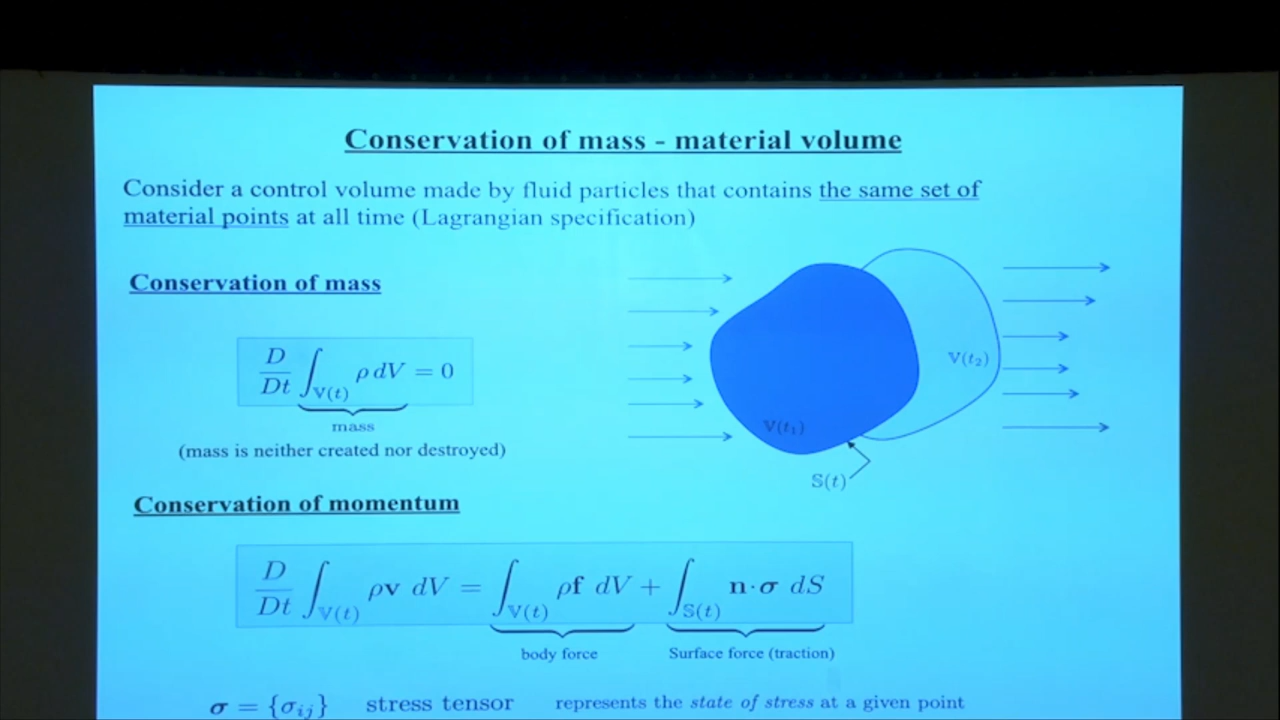 Conservation of mass - material volume
Consider a control volume made by fluid particles that contains the same set of
material points at all time (Lagrangian specification)
Conservation of mass
D/Dt ∫_V(t) ρ dV = 0
mass
(mass is neither created nor destroyed)
V(t₁)
V(t₂)
S(t)
Conservation of momentum
D/Dt ∫_V(t) ρv dV = ∫_V(t) ρf dV + ∫_S(t) n·σ dS
body force
Surface force (traction)
σ = {σ_ij} stress tensor represents the state of stress at a given point